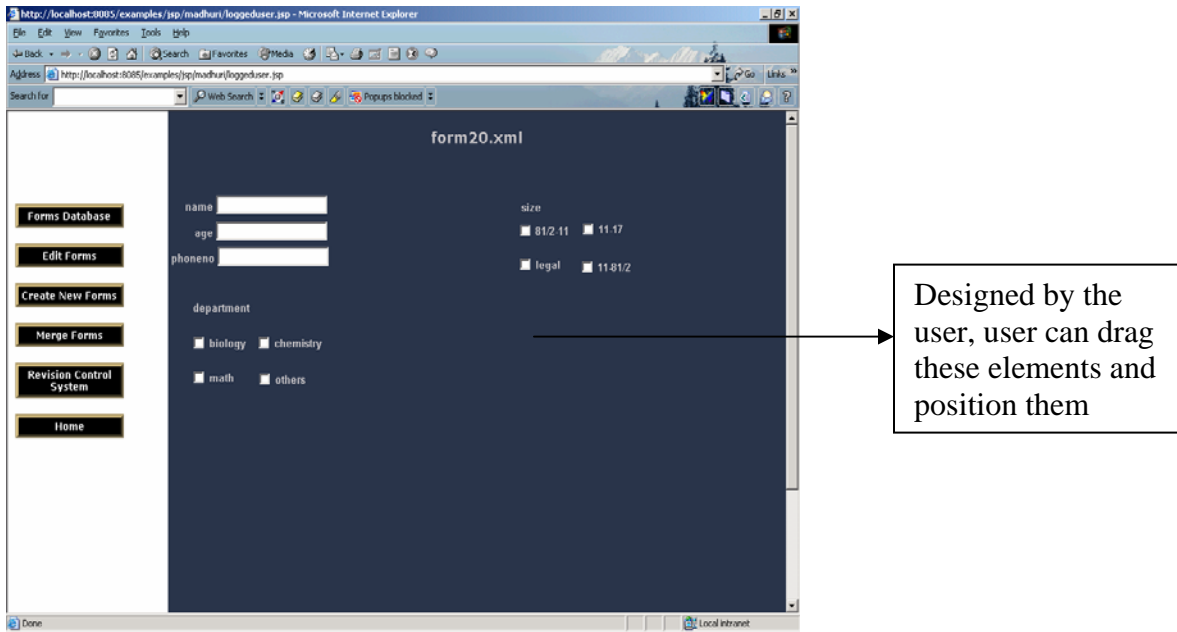 http://localhost:8085/examples/jsp/madhuri/loggeduser.jsp - Microsoft Internet Explorer
File Edit View Favorites Tools Help
Back Search Favorites Media
Address http://localhost:8085/examples/jsp/madhuri/loggeduser.jsp Go Links »
Search for Web Search Popups blocked
form20.xml
Forms Database
Edit Forms
Create New Forms
Merge Forms
Revision Control
System
Home
name
age
phoneno
size
81/2-11 11-17
legal 11-81/2
department
biology chemistry
math others
Designed by the
user, user can drag
these elements and
position them
Done Local intranet